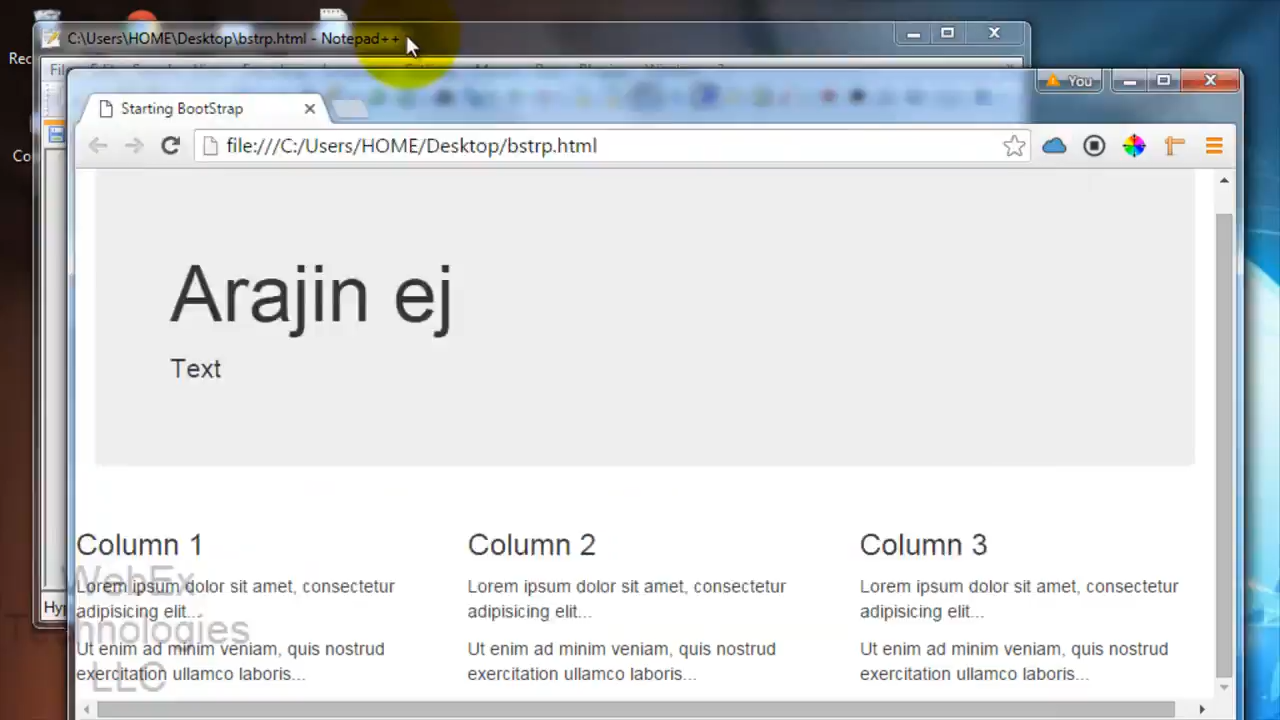 C:\Users\HOME\Desktop\bstrp.html - Notepad++
You
Starting BootStrap
file:///C:/Users/HOME/Desktop/bstrp.html
Arajin ej
Text
Column 1
Lorem ipsum dolor sit amet, consectetur
adipisicing elit...
Ut enim ad minim veniam, quis nostrud
exercitation ullamco laboris...
Column 2
Lorem ipsum dolor sit amet, consectetur
adipisicing elit...
Ut enim ad minim veniam, quis nostrud
exercitation ullamco laboris...
Column 3
Lorem ipsum dolor sit amet, consectetur
adipisicing elit...
Ut enim ad minim veniam, quis nostrud
exercitation ullamco laboris...
WebEx
Technologies
LLC